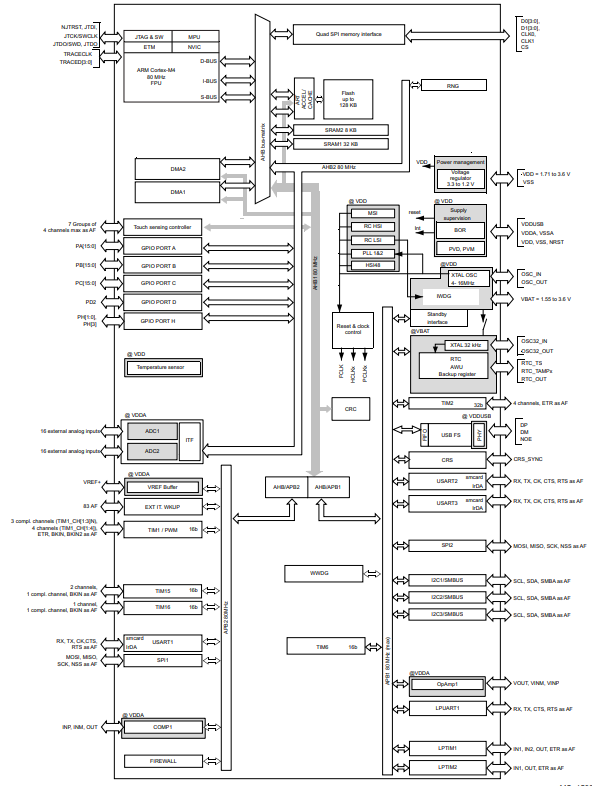 NJTRST, JTDI,
JTCK/SWCLK
JTDO/SWD, JTDO
TRACECLK
TRACED[3:0]
JTAG & SW
MPU
ETM
NVIC
ARM Cortex-M4
80 MHz
FPU
D-BUS
I-BUS
S-BUS
AHB bus-matrix
Quad SPI memory interface
D0[3:0],
D1[3:0],
CLK0,
CLK1
CS
ART
ACCEL/
CACHE
Flash
up to
128 KB
SRAM2 8 KB
SRAM1 32 KB
RNG
AHB2 80 MHz
DMA2
DMA1
VDD
Power management
Voltage
regulator
3.3 to 1.2 V
VDD = 1.71 to 3.6 V
VSS
@ VDD
Supply
supervision
reset
Int
BOR
PVD, PVM
VDDUSB
VDDA, VSSA
VDD, VSS, NRST
7 Groups of
4 channels max as AF
Touch sensing controller
PA[15:0]
GPIO PORT A
PB[15:0]
GPIO PORT B
PC[15:0]
GPIO PORT C
PD2
GPIO PORT D
PH[1:0],
PH[3]
GPIO PORT H
AHB1 80 MHz
@ VDD
MSI
RC HSI
RC LSI
PLL 1&2
HSI48
@VDD
XTAL OSC
4- 16MHz
IWDG
Standby
interface
OSC_IN
OSC_OUT
VBAT = 1.55 to 3.6 V
Reset & clock
control
FCLK
HCLKx
PCLKx
@VBAT
XTAL 32 kHz
RTC
AWU
Backup register
OSC32_IN
OSC32_OUT
RTC_TS
RTC_TAMPx
RTC_OUT
@ VDD
Temperature sensor
CRC
TIM2
32b
4 channels, ETR as AF
@ VDDUSB
FIFO
USB FS
PHY
DP
DM
NOE
@ VDDA
16 external analog inputs
ADC1
ITF
16 external analog inputs
ADC2
CRS
CRS_SYNC
@ VDDA
VREF+
VREF Buffer
83 AF
EXT IT. WKUP
AHB/APB2
AHB/APB1
USART2
smcard
IrDA
RX, TX, CK, CTS, RTS as AF
USART3
smcard
IrDA
RX, TX, CK, CTS, RTS as AF
3 compl. channels (TIM1_CH[1:3]N),
4 channels (TIM1_CH[1:4]),
ETR, BKIN, BKIN2 as AF
TIM1 / PWM
16b
SPI2
MOSI, MISO, SCK, NSS as AF
WWDG
2 channels,
1 compl. channel, BKIN as AF
TIM15
16b
1 channel,
1 compl. channel, BKIN as AF
TIM16
16b
APB2 80MHz
I2C1/SMBUS
SCL, SDA, SMBA as AF
I2C2/SMBUS
SCL, SDA, SMBA as AF
I2C3/SMBUS
SCL, SDA, SMBA as AF
RX, TX, CK,CTS,
RTS as AF
smcard
IrDA
USART1
MOSI, MISO,
SCK, NSS as AF
SPI1
TIM6
16b
APB1 80 MHz (max)
@VDDA
OpAmp1
VOUT, VINM, VINP
LPUART1
RX, TX, CTS, RTS as AF
@ VDDA
INP, INM, OUT
COMP1
LPTIM1
IN1, IN2, OUT, ETR as AF
FIREWALL
LPTIM2
IN1, OUT, ETR as AF